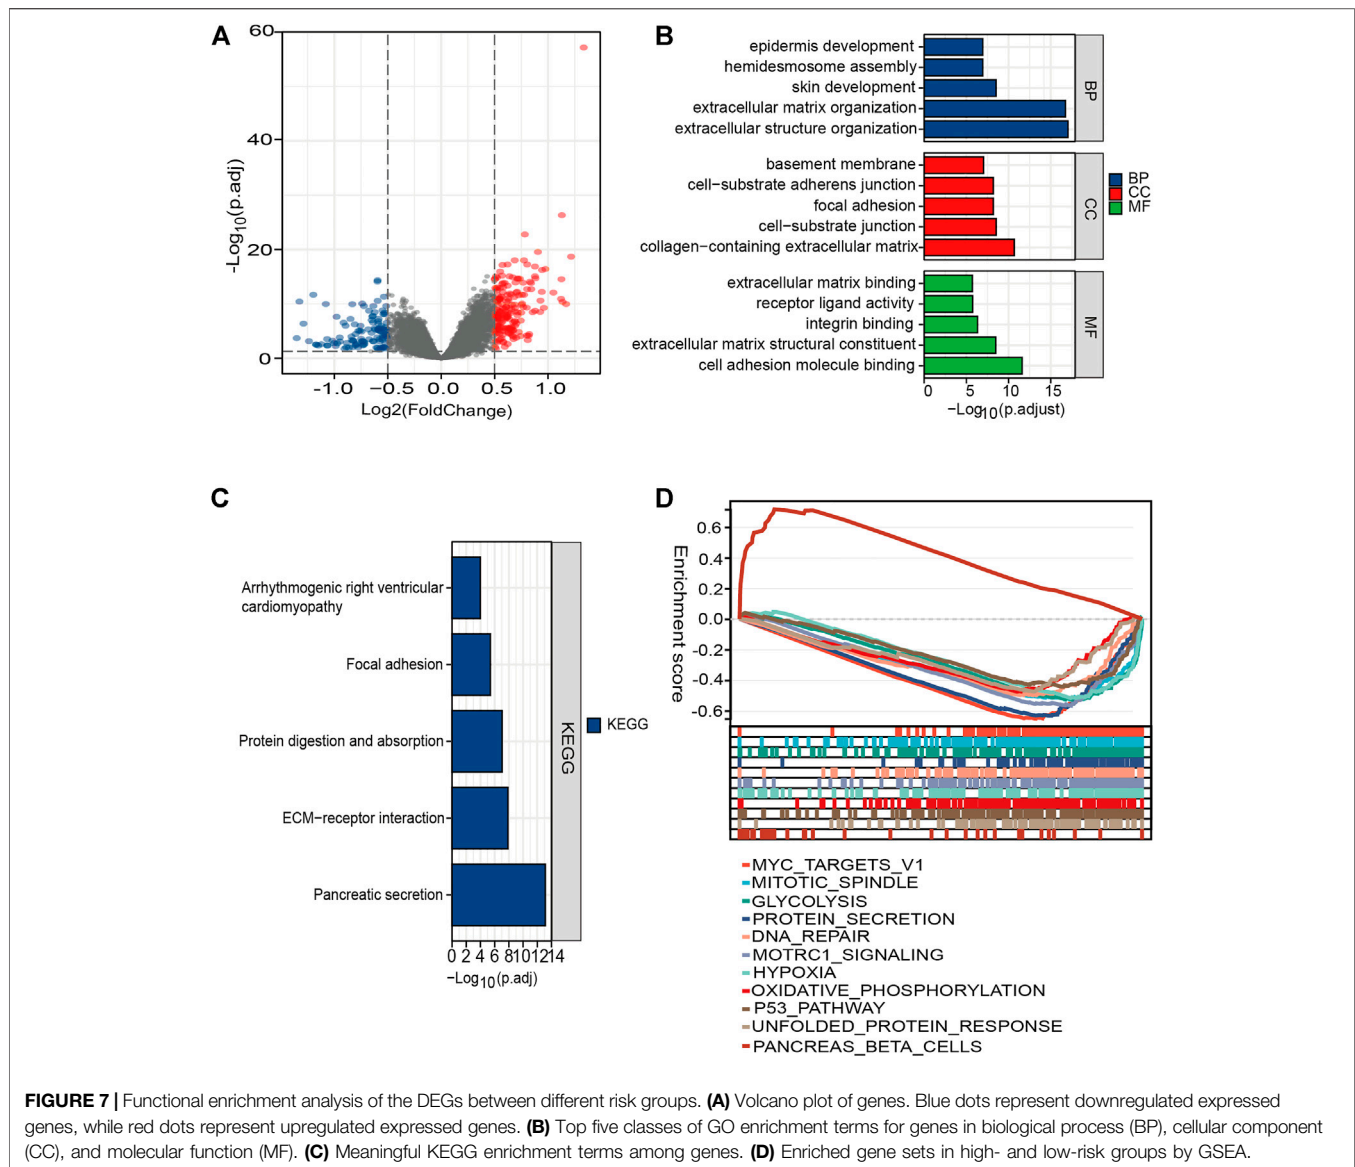 A
60
40
20
0
-Log10(p.adj)
-1.0 −0.5 0.0 0.5 1.0
Log2(FoldChange)
B
epidermis development
hemidesmosome assembly
skin development
extracellular matrix organization
extracellular structure organization
BP
basement membrane
cell−substrate adherens junction
focal adhesion
cell−substrate junction
collagen−containing extracellular matrix
CC
extracellular matrix binding
receptor ligand activity
integrin binding
extracellular matrix structural constituent
cell adhesion molecule binding
MF
0 5 10 15
−Log10(p.adjust)
BP
CC
MF
C
Arrhythmogenic right ventricular
cardiomyopathy
Focal adhesion
Protein digestion and absorption
ECM−receptor interaction
Pancreatic secretion
KEGG
0 2 4 6 8 10 12 14
−Log10(p.adj)
KEGG
D
Enrichment score
0.6
0.4
0.2
0.0
-0.2
-0.4
-0.6
MYC_TARGETS_V1
MITOTIC_SPINDLE
GLYCOLYSIS
PROTEIN_SECRETION
DNA_REPAIR
MOTRC1_SIGNALING
HYPOXIA
OXIDATIVE_PHOSPHORYLATION
P53_PATHWAY
UNFOLDED_PROTEIN_RESPONSE
PANCREAS_BETA_CELLS
FIGURE 7 | Functional enrichment analysis of the DEGs between different risk groups. (A) Volcano plot of genes. Blue dots represent downregulated expressed
genes, while red dots represent upregulated expressed genes. (B) Top five classes of GO enrichment terms for genes in biological process (BP), cellular component
(CC), and molecular function (MF). (C) Meaningful KEGG enrichment terms among genes. (D) Enriched gene sets in high- and low-risk groups by GSEA.